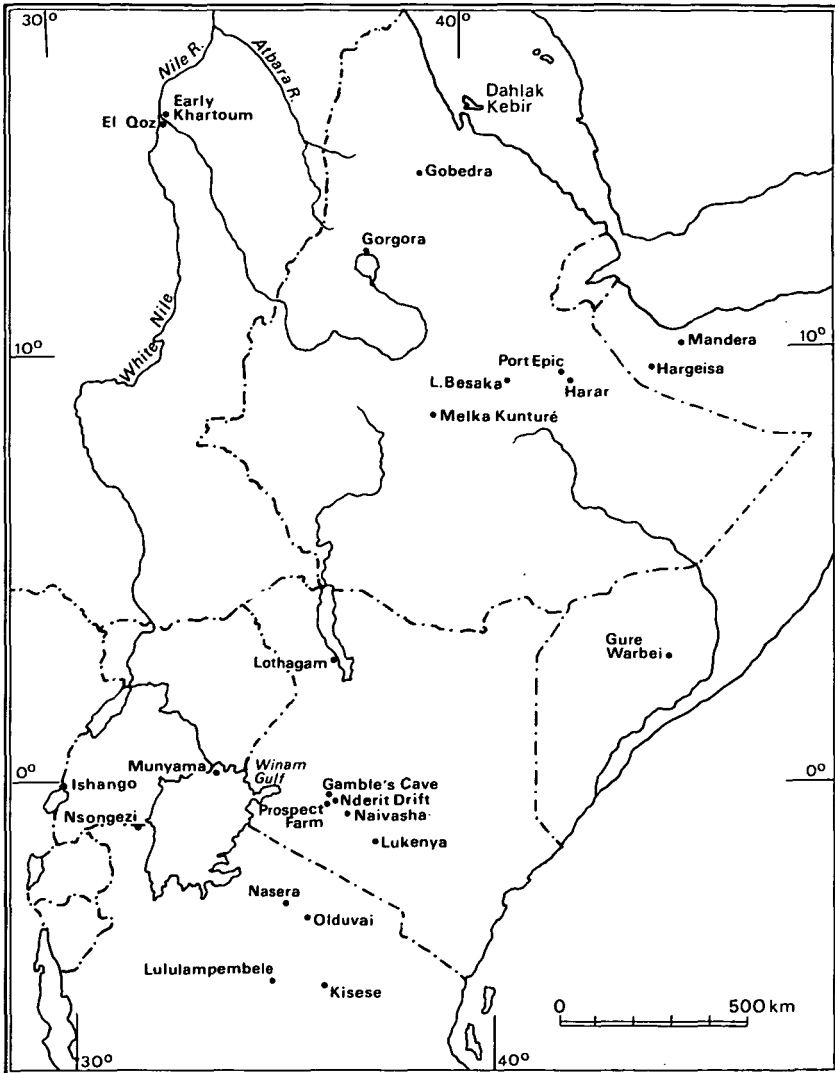 30°
40°
Nile R.
Atbara R.
Dahlak
Kebir
Early
Khartoum
El Qoz
Gobedra
Gorgora
White Nile
Mandera
10°
10°
Port Epic
Hargeisa
L. Besaka
Harar
Melka Kunturé
Gure
Warbei
Lothagam
Munyama
Winam
Gulf
0°
0°
Ishango
Gamble's Cave
Nderit Drift
Prospect
Farm
Naivasha
Nsongezi
Lukenya
Nasera
Olduvai
Lululampembele
Kisese
0
500 km
30°
40°